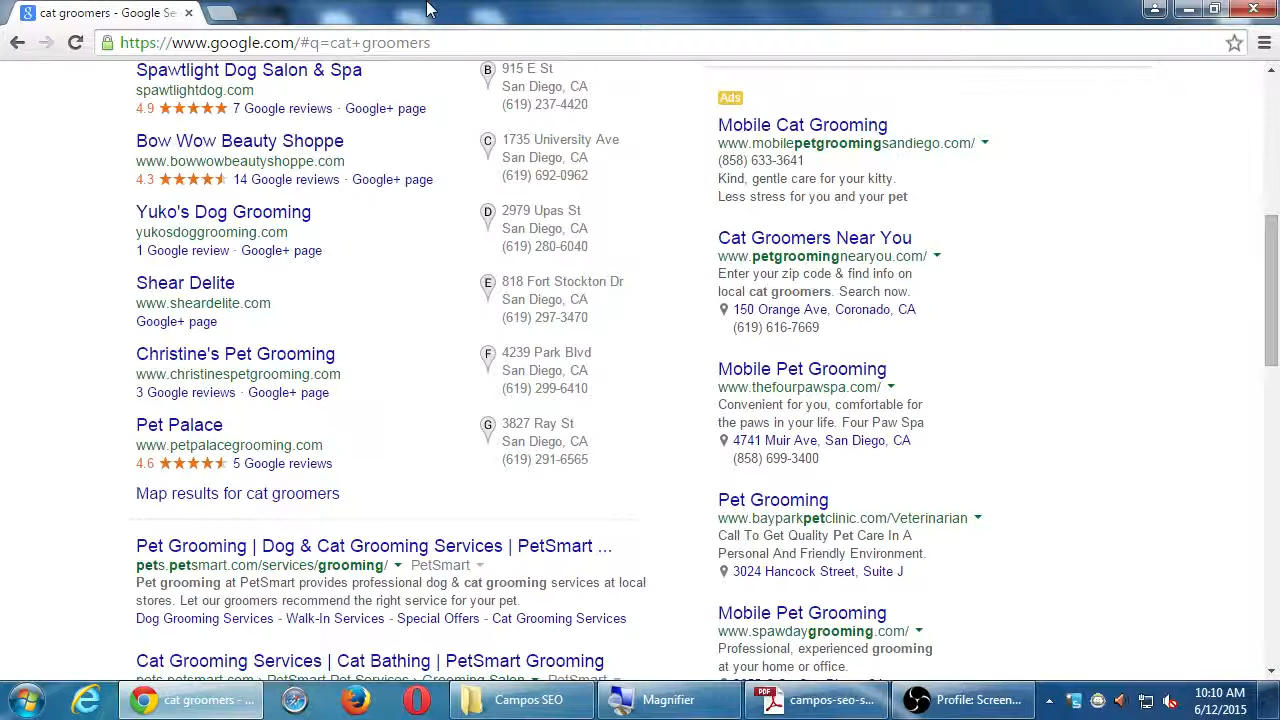 cat groomers - Google Se
https://www.google.com/#q=cat+groomers
Spawtlight Dog Salon & Spa
spawtlightdog.com
4.9 ★★★★★ 7 Google reviews · Google+ page
B 915 E St
San Diego, CA
(619) 237-4420
Bow Wow Beauty Shoppe
www.bowwowbeautyshoppe.com
4.3 14 Google reviews · Google+ page
C 1735 University Ave
San Diego, CA
(619) 692-0962
Yuko's Dog Grooming
yukosdoggrooming.com
1 Google review · Google+ page
D 2979 Upas St
San Diego, CA
(619) 280-6040
Shear Delite
www.sheardelite.com
Google+ page
E 818 Fort Stockton Dr
San Diego, CA
(619) 297-3470
Christine's Pet Grooming
www.christinespetgrooming.com
3 Google reviews · Google+ page
F 4239 Park Blvd
San Diego, CA
(619) 299-6410
Pet Palace
www.petpalacegrooming.com
4.6 5 Google reviews
G 3827 Ray St
San Diego, CA
(619) 291-6565
Map results for cat groomers
Pet Grooming | Dog & Cat Grooming Services | PetSmart ...
pets.petsmart.com/services/grooming/ PetSmart
Pet grooming at PetSmart provides professional dog & cat grooming services at local
stores. Let our groomers recommend the right service for your pet.
Dog Grooming Services - Walk-In Services - Special Offers - Cat Grooming Services
Cat Grooming Services | Cat Bathing | PetSmart Grooming
pets.petsmart.com › PetSmart Pet Services › Grooming Salon PetSmart
Ads
Mobile Cat Grooming
www.mobilepetgroomingsandiego.com/
(858) 633-3641
Kind, gentle care for your kitty.
Less stress for you and your pet
Cat Groomers Near You
www.petgroomingnearyou.com/
Enter your zip code & find info on
local cat groomers. Search now.
150 Orange Ave, Coronado, CA
(619) 616-7669
Mobile Pet Grooming
www.thefourpawspa.com/
Convenient for you, comfortable for
the paws in your life. Four Paw Spa
4741 Muir Ave, San Diego, CA
(858) 699-3400
Pet Grooming
www.bayparkpetclinic.com/Veterinarian
Call To Get Quality Pet Care In A
Personal And Friendly Environment.
3024 Hancock Street, Suite J
Mobile Pet Grooming
www.spawdaygrooming.com/
Professional, experienced grooming
at your home or office.
cat groomers - ...
Campos SEO
Magnifier
PDF
campos-seo-s...
Profile: Screen...
10:10 AM
6/12/2015